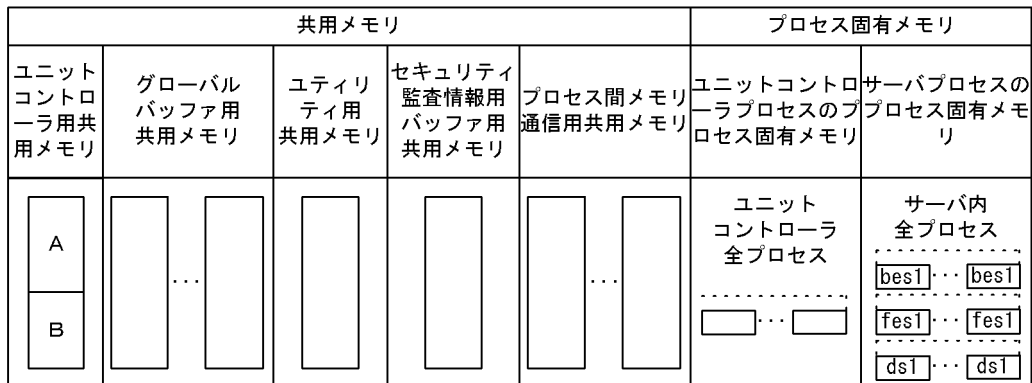 共用メモリ
プロセス固有メモリ
ユニット
コントロ
ーラ用共
用メモリ
グローバル
バッファ用
共用メモリ
ユティリ
ティ用
共用メモリ
セキュリティ
監査情報用
バッファ用
共用メモリ
プロセス間メモリ
通信用共用メモリ
ユニットコントロ
ーラプロセスのプ
ロセス固有メモリ
サーバプロセスの
プロセス固有メモ
リ
A
B
...
...
ユニット
コントローラ
全プロセス
...
サーバ内
全プロセス
bes1 ... bes1
fes1 ... fes1
ds1 ... ds1